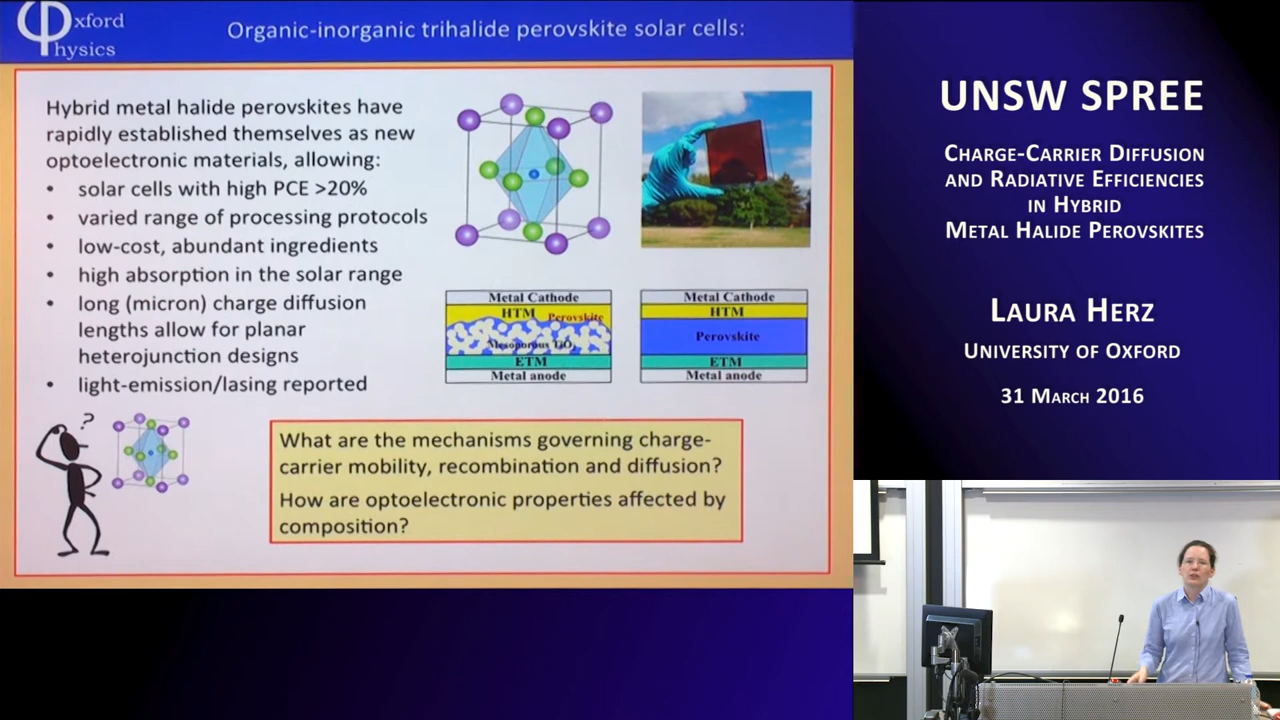 Oxford
Physics
Organic-inorganic trihalide perovskite solar cells:
Hybrid metal halide perovskites have
rapidly established themselves as new
optoelectronic materials, allowing:
• solar cells with high PCE >20%
• varied range of processing protocols
• low-cost, abundant ingredients
• high absorption in the solar range
• long (micron) charge diffusion
lengths allow for planar
heterojunction designs
• light-emission/lasing reported
Metal Cathode
HTM Perovskite
Mesoporous TiO2
ETM
Metal anode
Metal Cathode
HTM
Perovskite
ETM
Metal anode
?
What are the mechanisms governing charge-
carrier mobility, recombination and diffusion?
How are optoelectronic properties affected by
composition?
UNSW SPREE
Charge-Carrier Diffusion
and Radiative Efficiencies
in Hybrid
Metal Halide Perovskites
Laura Herz
University of Oxford
31 March 2016